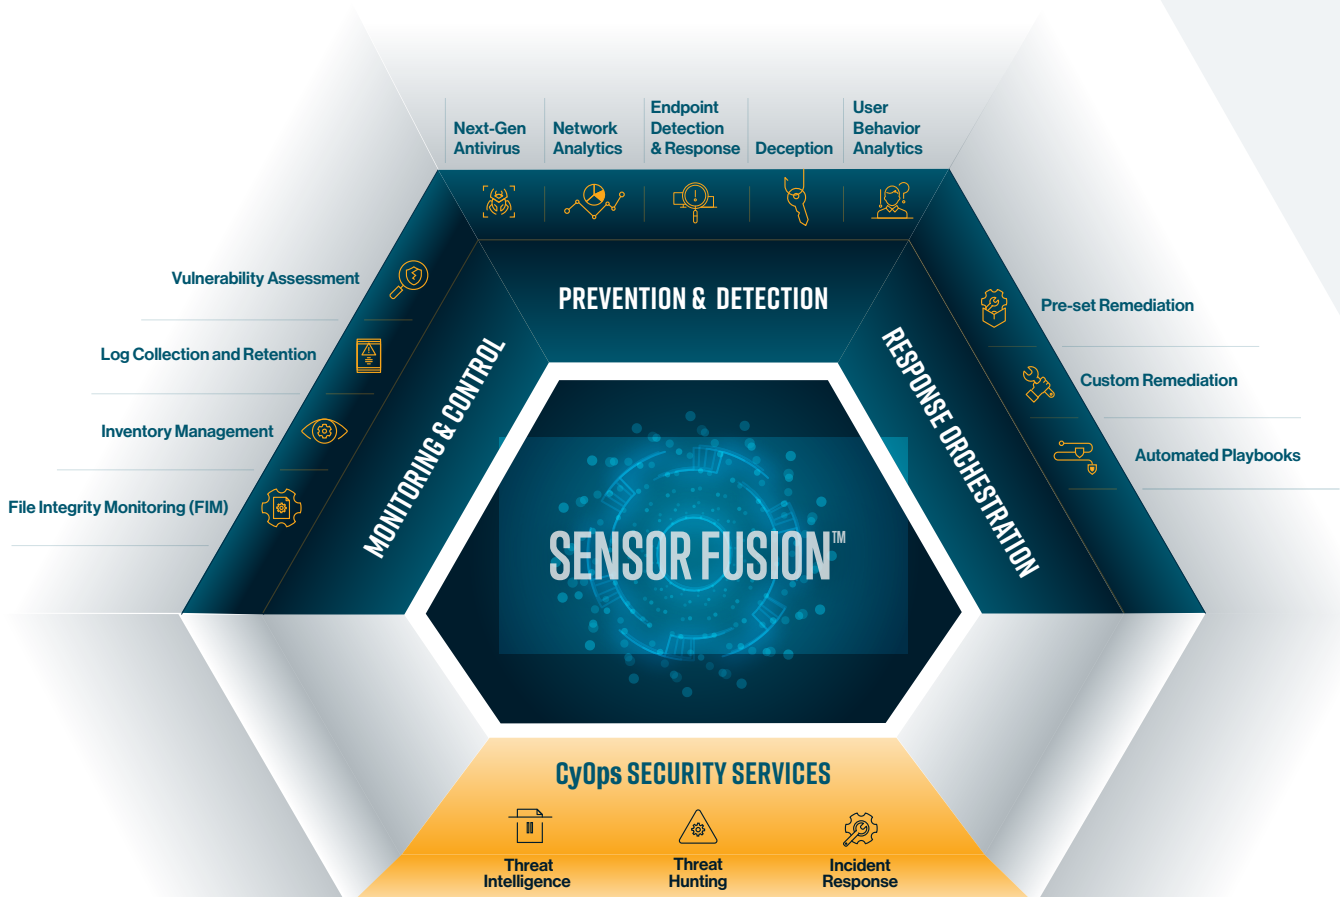 Next-Gen
Antivirus
Network
Analytics
Endpoint
Detection
& Response
Deception
User
Behavior
Analytics
PREVENTION & DETECTION
Vulnerability Assessment
Log Collection and Retention
Inventory Management
File Integrity Monitoring (FIM)
MONITORING & CONTROL
RESPONSE ORCHESTRATION
Pre-set Remediation
Custom Remediation
Automated Playbooks
SENSOR FUSION™
CyOps SECURITY SERVICES
Threat
Intelligence
Threat
Hunting
Incident
Response